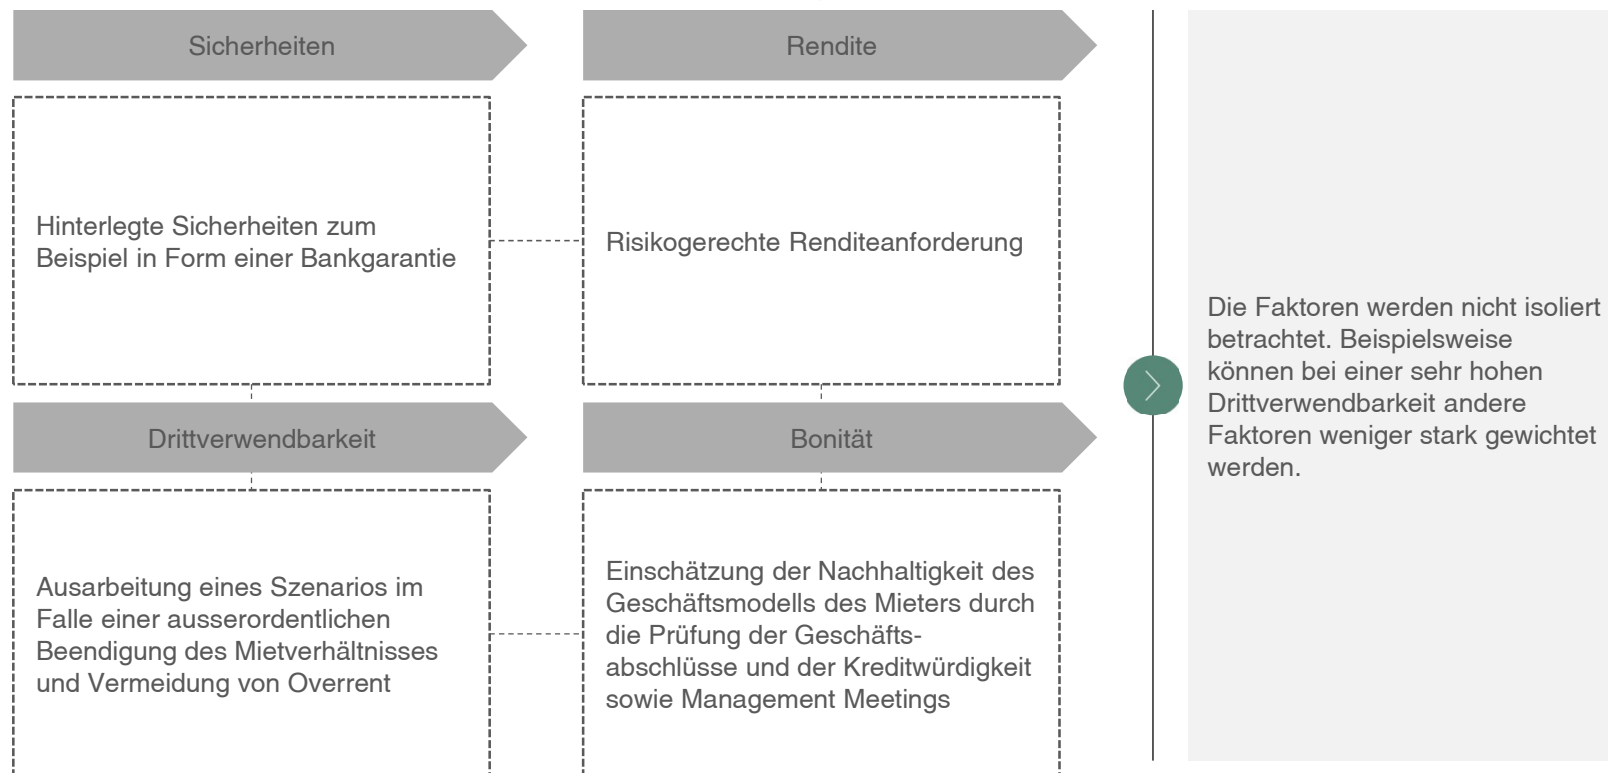 Sicherheiten
Hinterlegte Sicherheiten zum
Beispiel in Form einer Bankgarantie
Rendite
Risikogerechte Renditeanforderung
Drittverwendbarkeit
Ausarbeitung eines Szenarios im
Falle einer ausserordentlichen
Beendigung des Mietverhältnisses
und Vermeidung von Overrent
Bonität
Einschätzung der Nachhaltigkeit des
Geschäftsmodells des Mieters durch
die Prüfung der Geschäfts-
abschlüsse und der Kreditwürdigkeit
sowie Management Meetings
Die Faktoren werden nicht isoliert
betrachtet. Beispielsweise
können bei einer sehr hohen
Drittverwendbarkeit andere
Faktoren weniger stark gewichtet
werden.